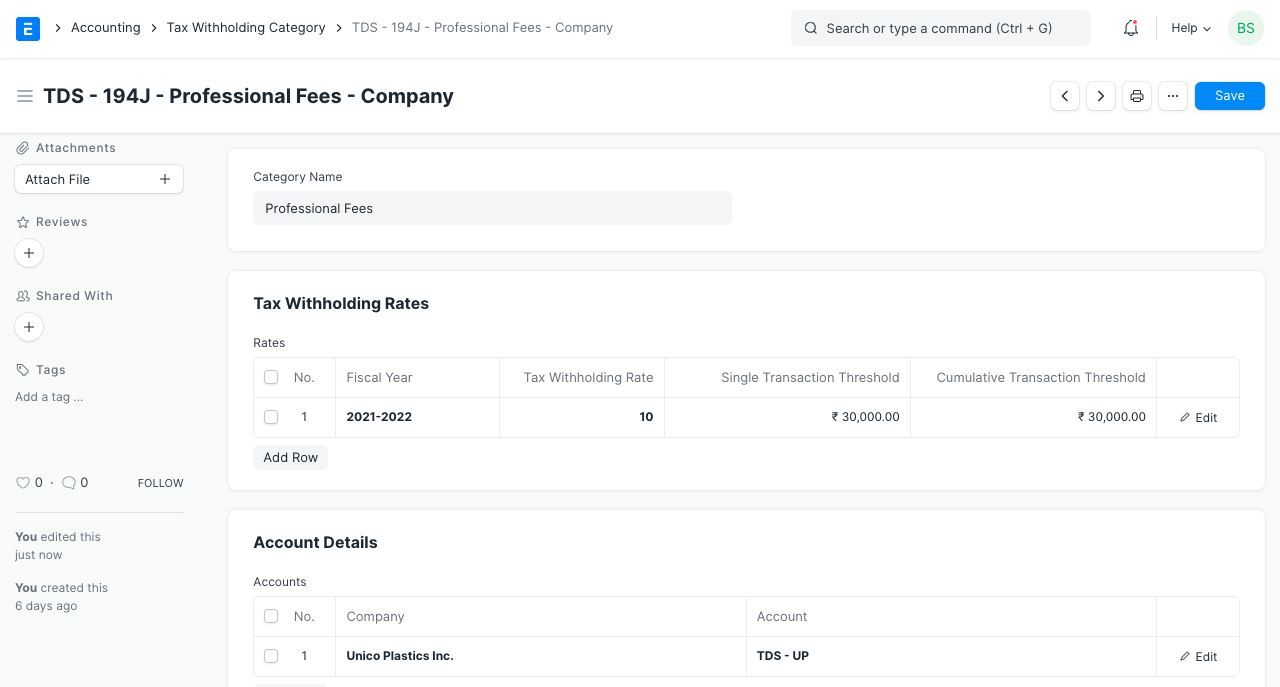 E
Accounting
Tax Withholding Category
TDS - 194J - Professional Fees - Company
Search or type a command (Ctrl + G)
Help
BS
TDS - 194J - Professional Fees - Company
Save
Attachments
Attach File
Reviews
Shared With
Tags
Add a tag ...
0 · 0 FOLLOW
You edited this
just now
You created this
6 days ago
Category Name
Professional Fees
Tax Withholding Rates
Rates
No. Fiscal Year Tax Withholding Rate Single Transaction Threshold Cumulative Transaction Threshold
1 2021-2022 10 ₹ 30,000.00 ₹ 30,000.00 Edit
Add Row
Account Details
Accounts
No. Company Account
1 Unico Plastics Inc. TDS - UP Edit